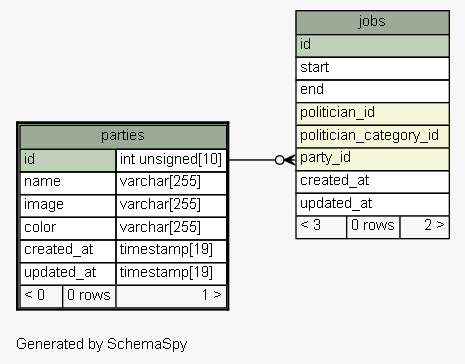 jobs
id
start
end
politician_id
politician_category_id
party_id
created_at
updated_at
< 3 0 rows 2 >
parties
id int unsigned[10]
name varchar[255]
image varchar[255]
color varchar[255]
created_at timestamp[19]
updated_at timestamp[19]
< 0 0 rows 1 >
Generated by SchemaSpy